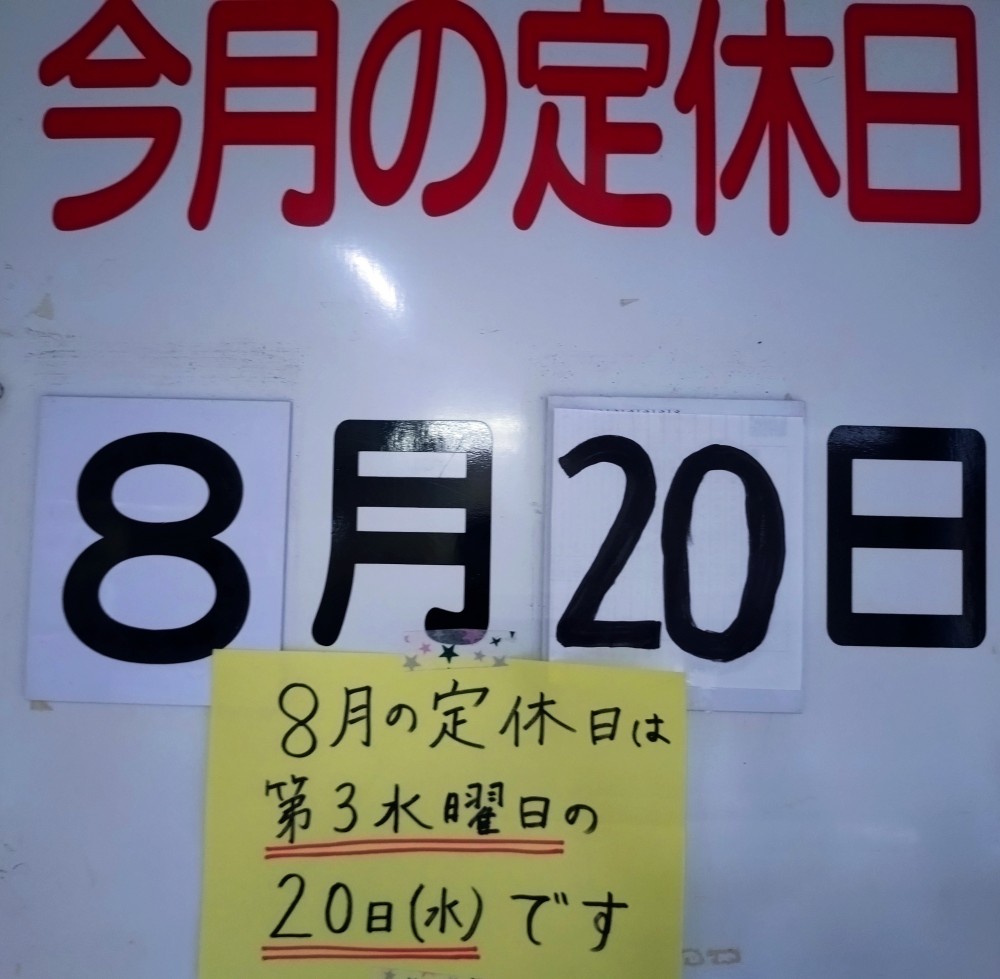 今月の定休日
8月20日
8月の定休日は
第3水曜日の
20日(水)です